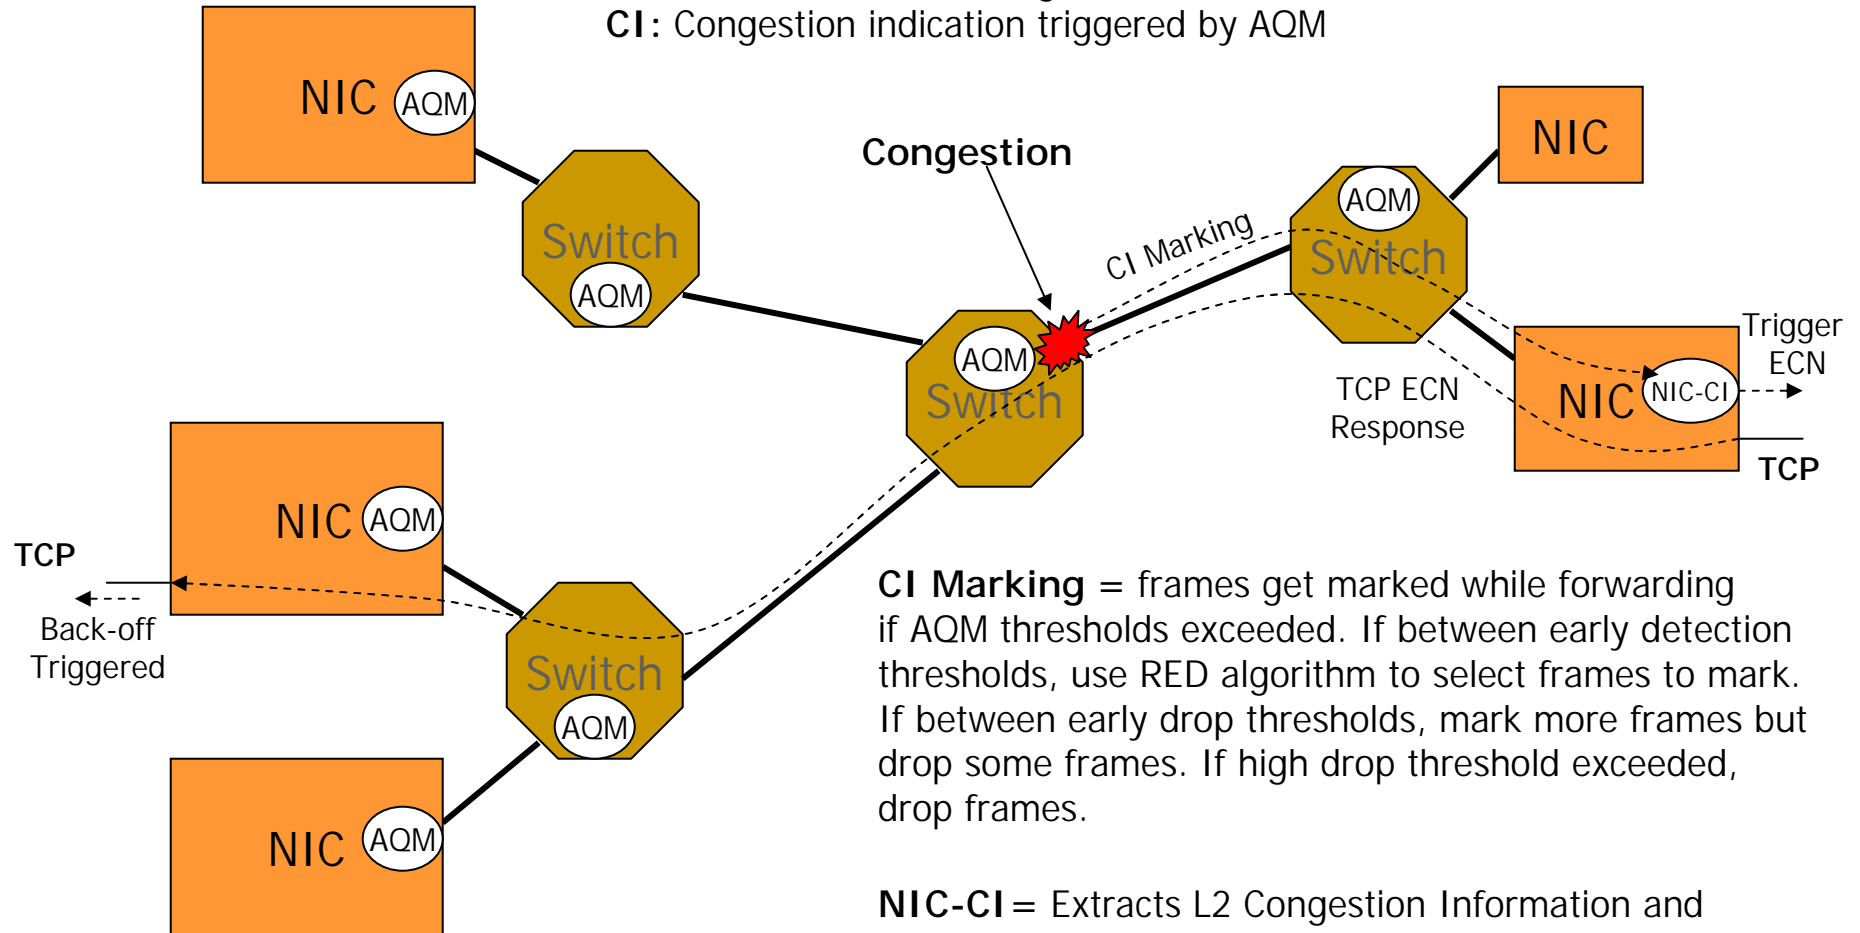 CI: Congestion indication triggered by AQM
NIC
AQM
Congestion
NIC
AQM
Switch
AQM
CI Marking
Switch
AQM
Switch
Trigger
ECN
NIC
NIC-CI
TCP ECN
Response
TCP
NIC
AQM
TCP
Back-off
Triggered
Switch
AQM
NIC
AQM
CI Marking = frames get marked while forwarding
if AQM thresholds exceeded. If between early detection
thresholds, use RED algorithm to select frames to mark.
If between early drop thresholds, mark more frames but
drop some frames. If high drop threshold exceeded,
drop frames.
NIC-CI= Extracts L2 Congestion Information and